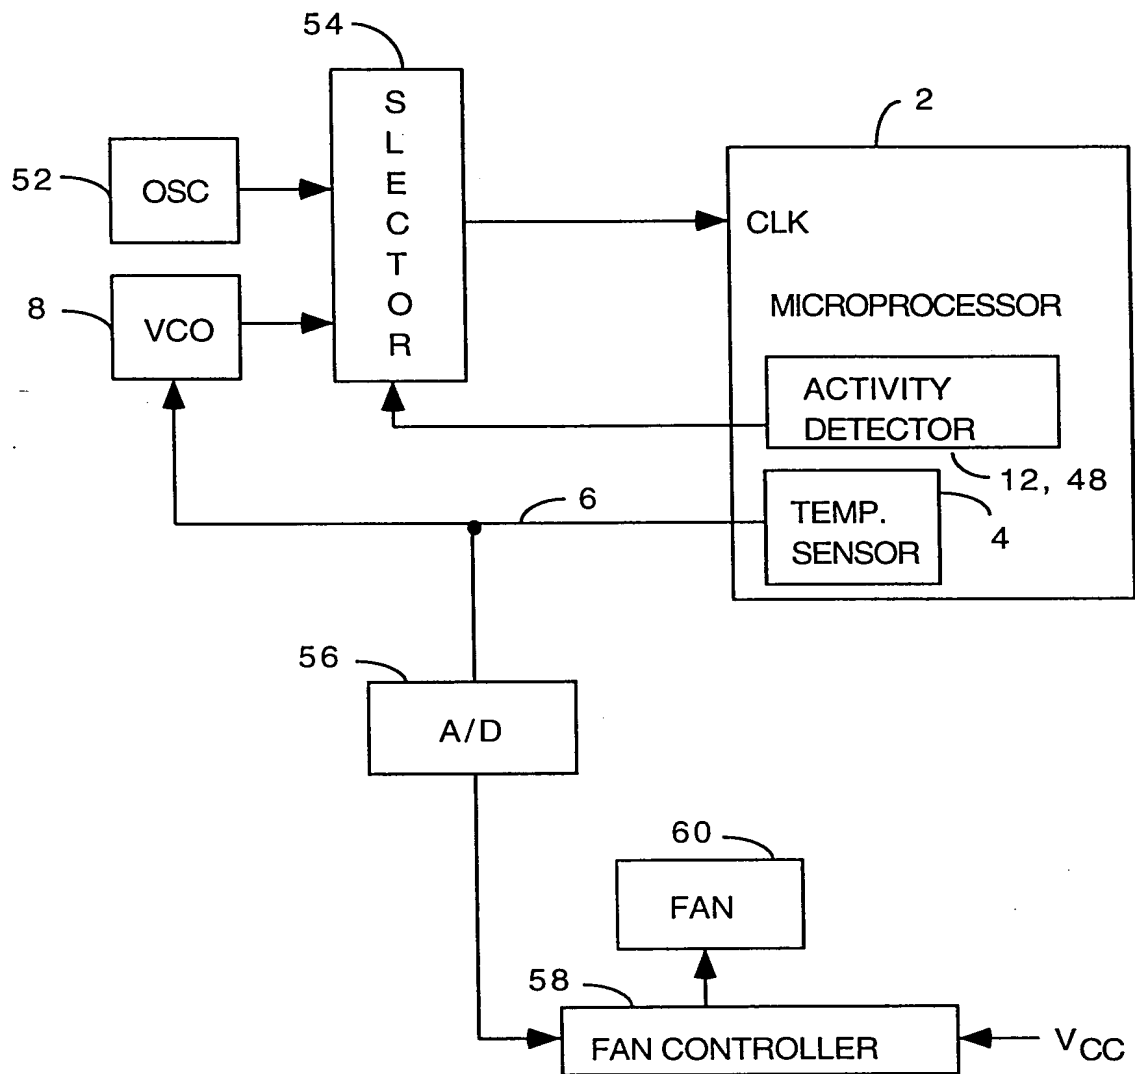 54
SLECTOR
2
52
OSC
CLK
8
VCO
MICROPROCESSOR
ACTIVITY
DETECTOR
12, 48
6
TEMP.
SENSOR
4
56
A/D
60
FAN
58
FAN CONTROLLER
VCC